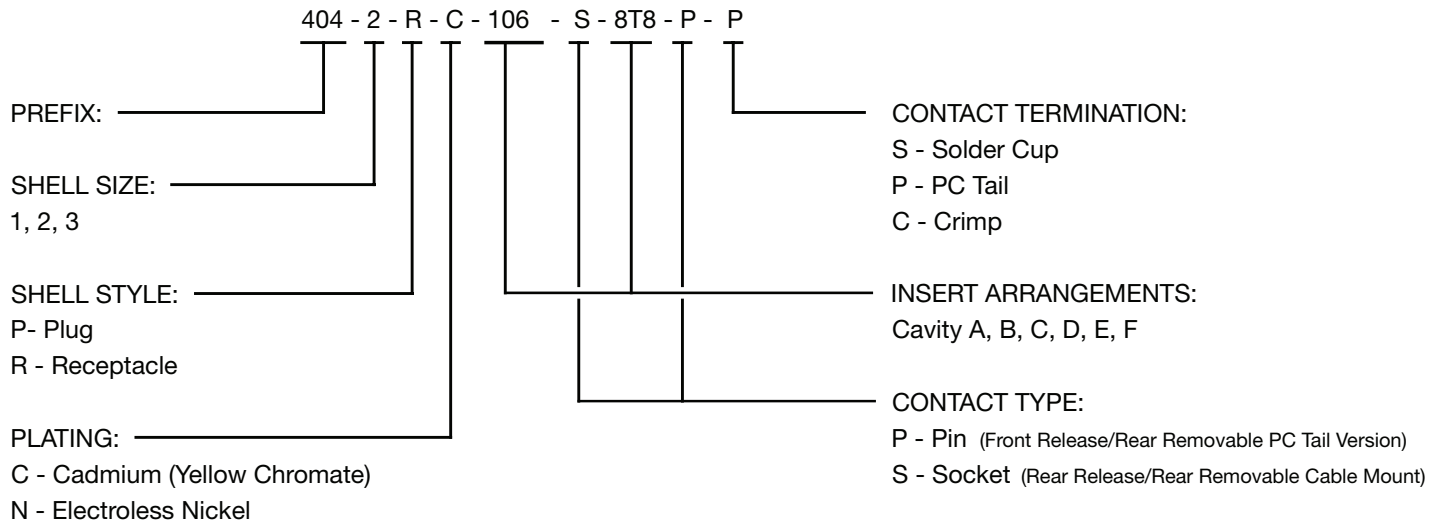 404 - 2 - R - C - 106 - S - 8T8 - P - P
PREFIX:
SHELL SIZE:
1, 2, 3
SHELL STYLE:
P- Plug
R - Receptacle
PLATING:
C - Cadmium (Yellow Chromate)
N - Electroless Nickel
CONTACT TERMINATION:
S - Solder Cup
P - PC Tail
C - Crimp
INSERT ARRANGEMENTS:
Cavity A, B, C, D, E, F
CONTACT TYPE:
P - Pin (Front Release/Rear Removable PC Tail Version)
S - Socket (Rear Release/Rear Removable Cable Mount)